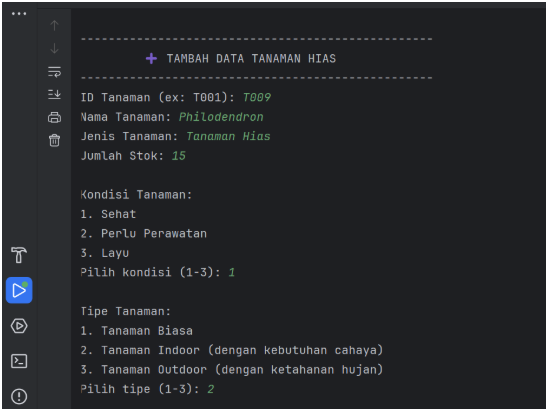 --------------------------------------------------
➕ TAMBAH DATA TANAMAN HIAS
--------------------------------------------------
ID Tanaman (ex: T001): T009
Nama Tanaman: Philodendron
Jenis Tanaman: Tanaman Hias
Jumlah Stok: 15
Kondisi Tanaman:
1. Sehat
2. Perlu Perawatan
3. Layu
Pilih kondisi (1-3): 1
Tipe Tanaman:
1. Tanaman Biasa
2. Tanaman Indoor (dengan kebutuhan cahaya)
3. Tanaman Outdoor (dengan ketahanan hujan)
Pilih tipe (1-3): 2